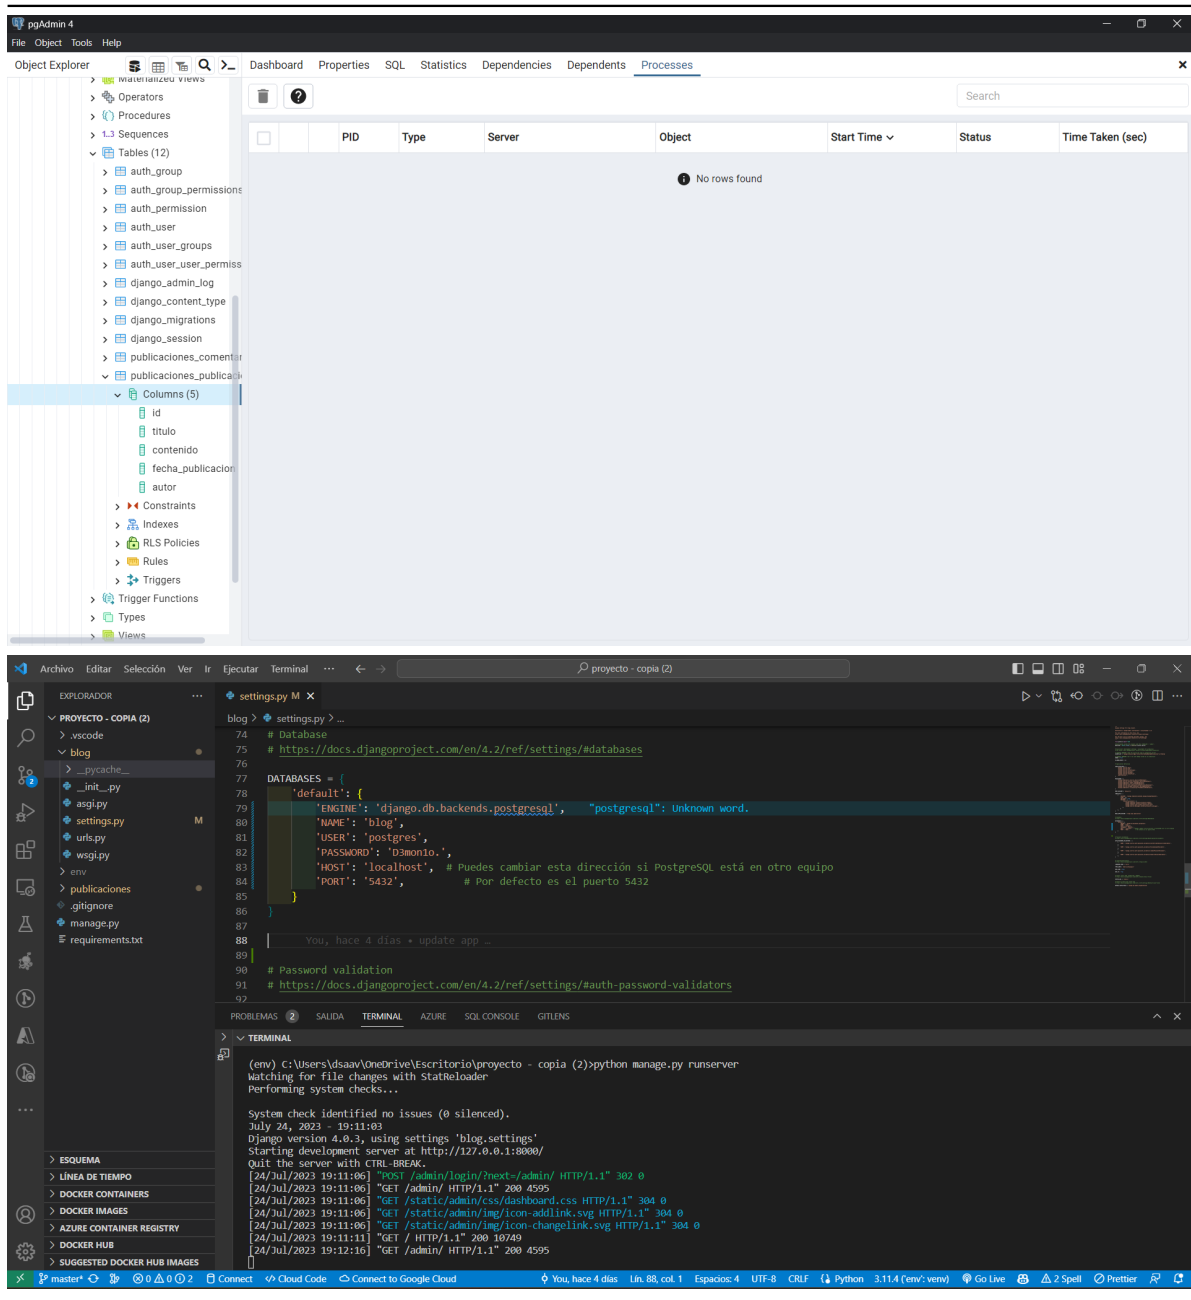 pgAdmin 4
File Object Tools Help
Object Explorer
Dashboard Properties SQL Statistics Dependencies Dependents Processes
Materialized Views
Operators
Procedures
1..3 Sequences
Tables (12)
auth_group
auth_group_permissions
auth_permission
auth_user
auth_user_groups
auth_user_user_permiss
django_admin_log
django_content_type
django_migrations
django_session
publicaciones_comentar
publicaciones_publicaci
Columns (5)
id
titulo
contenido
fecha_publicacion
autor
Constraints
Indexes
RLS Policies
Rules
Triggers
Trigger Functions
Types
Views
Search
PID Type Server Object Start Time Status Time Taken (sec)
No rows found
Archivo Editar Selección Ver Ir Ejecutar Terminal ···
proyecto - copia (2)
EXPLORADOR ···
PROYECTO - COPIA (2)
.vscode
blog
__pycache__
__init__.py
asgi.py
settings.py M
urls.py
wsgi.py
env
publicaciones
.gitignore
manage.py
requirements.txt
ESQUEMA
LÍNEA DE TIEMPO
DOCKER CONTAINERS
DOCKER IMAGES
AZURE CONTAINER REGISTRY
DOCKER HUB
SUGGESTED DOCKER HUB IMAGES
2
settings.py M
blog > settings.py > ...
74 # Database
75 # https://docs.djangoproject.com/en/4.2/ref/settings/#databases
76
77 DATABASES = {
78 'default': {
79 'ENGINE': 'django.db.backends.postgresql', "postgresql": Unknown word.
80 'NAME': 'blog',
81 'USER': 'postgres',
82 'PASSWORD': 'D3mon1o.',
83 'HOST': 'localhost', # Puedes cambiar esta dirección si PostgreSQL está en otro equipo
84 'PORT': '5432', # Por defecto es el puerto 5432
85 }
86 }
87
88 You, hace 4 días • update app …
89
90 # Password validation
91 # https://docs.djangoproject.com/en/4.2/ref/settings/#auth-password-validators
92
PROBLEMAS 2 SALIDA TERMINAL AZURE SQL CONSOLE GITLENS
TERMINAL
(env) C:\Users\dsaav\OneDrive\Escritorio\proyecto - copia (2)>python manage.py runserver
Watching for file changes with StatReloader
Performing system checks...
System check identified no issues (0 silenced).
July 24, 2023 - 19:11:03
Django version 4.0.3, using settings 'blog.settings'
Starting development server at http://127.0.0.1:8000/
Quit the server with CTRL-BREAK.
[24/Jul/2023 19:11:06] "POST /admin/login/?next=/admin/ HTTP/1.1" 302 0
[24/Jul/2023 19:11:06] "GET /admin/ HTTP/1.1" 200 4595
[24/Jul/2023 19:11:06] "GET /static/admin/css/dashboard.css HTTP/1.1" 304 0
[24/Jul/2023 19:11:06] "GET /static/admin/img/icon-addlink.svg HTTP/1.1" 304 0
[24/Jul/2023 19:11:06] "GET /static/admin/img/icon-changelink.svg HTTP/1.1" 304 0
[24/Jul/2023 19:11:11] "GET / HTTP/1.1" 200 10749
[24/Jul/2023 19:12:16] "GET /admin/ HTTP/1.1" 200 4595
master* 0 0 2 Connect Cloud Code Connect to Google Cloud You, hace 4 días Lín. 88, col. 1 Espacios: 4 UTF-8 CRLF Python 3.11.4 ('env': venv) Go Live 2 Spell Prettier